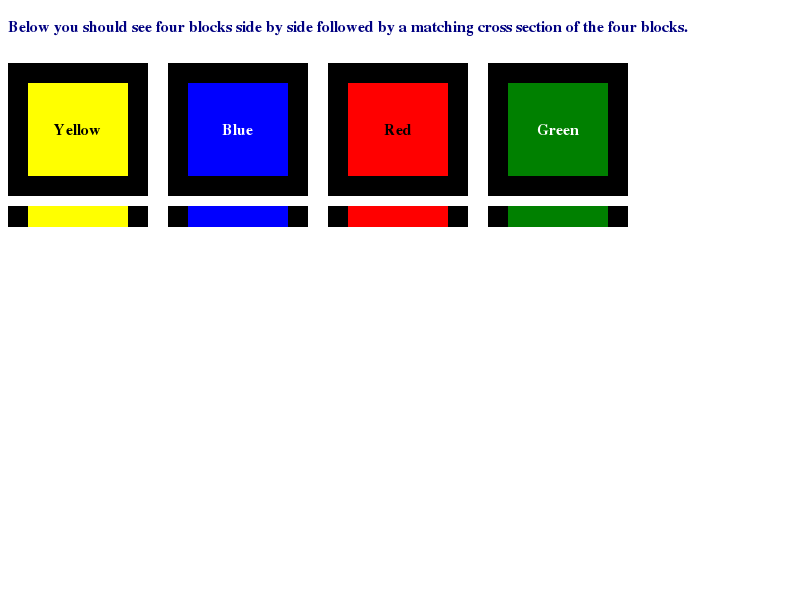 Below you should see four blocks side by side followed by a matching cross section of the four blocks.
Yellow
Blue
Red
Green